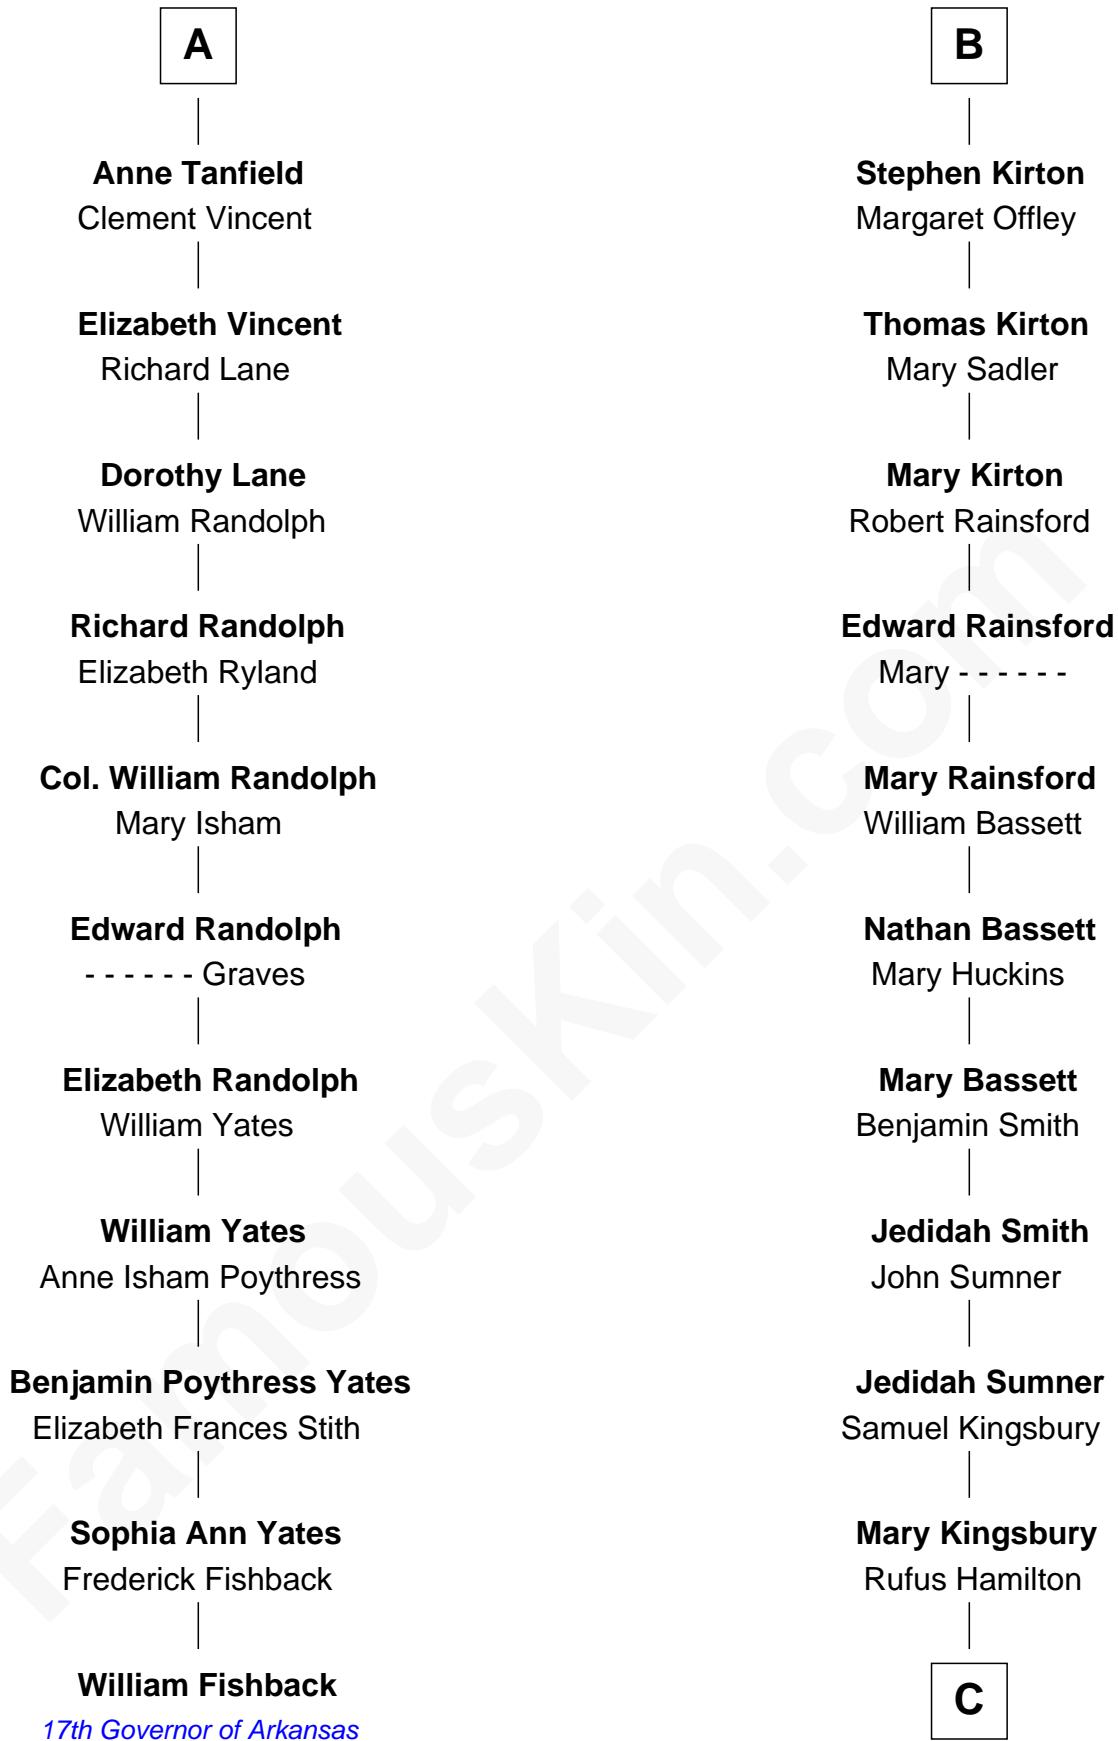 A
Anne Tanfield
Clement Vincent
Elizabeth Vincent
Richard Lane
Dorothy Lane
William Randolph
Richard Randolph
Elizabeth Ryland
Col. William Randolph
Mary Isham
Edward Randolph
- - - - - - Graves
Elizabeth Randolph
William Yates
William Yates
Anne Isham Poythress
Benjamin Poythress Yates
Elizabeth Frances Stith
Sophia Ann Yates
Frederick Fishback
William Fishback
17th Governor of Arkansas
B
Stephen Kirton
Margaret Offley
Thomas Kirton
Mary Sadler
Mary Kirton
Robert Rainsford
Edward Rainsford
Mary - - - - - -
Mary Rainsford
William Bassett
Nathan Bassett
Mary Huckins
Mary Bassett
Benjamin Smith
Jedidah Smith
John Sumner
Jedidah Sumner
Samuel Kingsbury
Mary Kingsbury
Rufus Hamilton
C
FamousKin.com